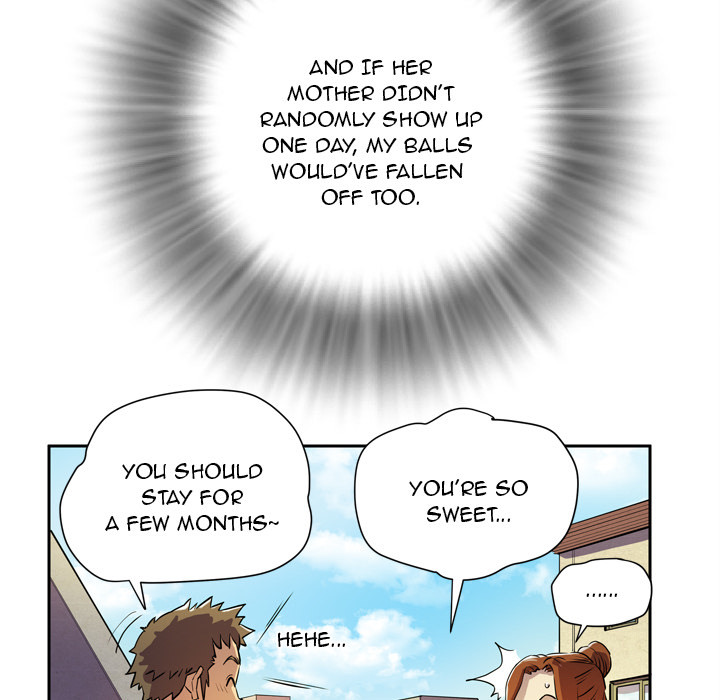 AND IF HER
MOTHER DIDN'T
RANDOMLY SHOW UP
ONE DAY, MY BALLS
WOULD'VE FALLEN
OFF TOO.
YOU SHOULD
STAY FOR
A FEW MONTHS~
YOU'RE SO
SWEET...
......
HEHE...